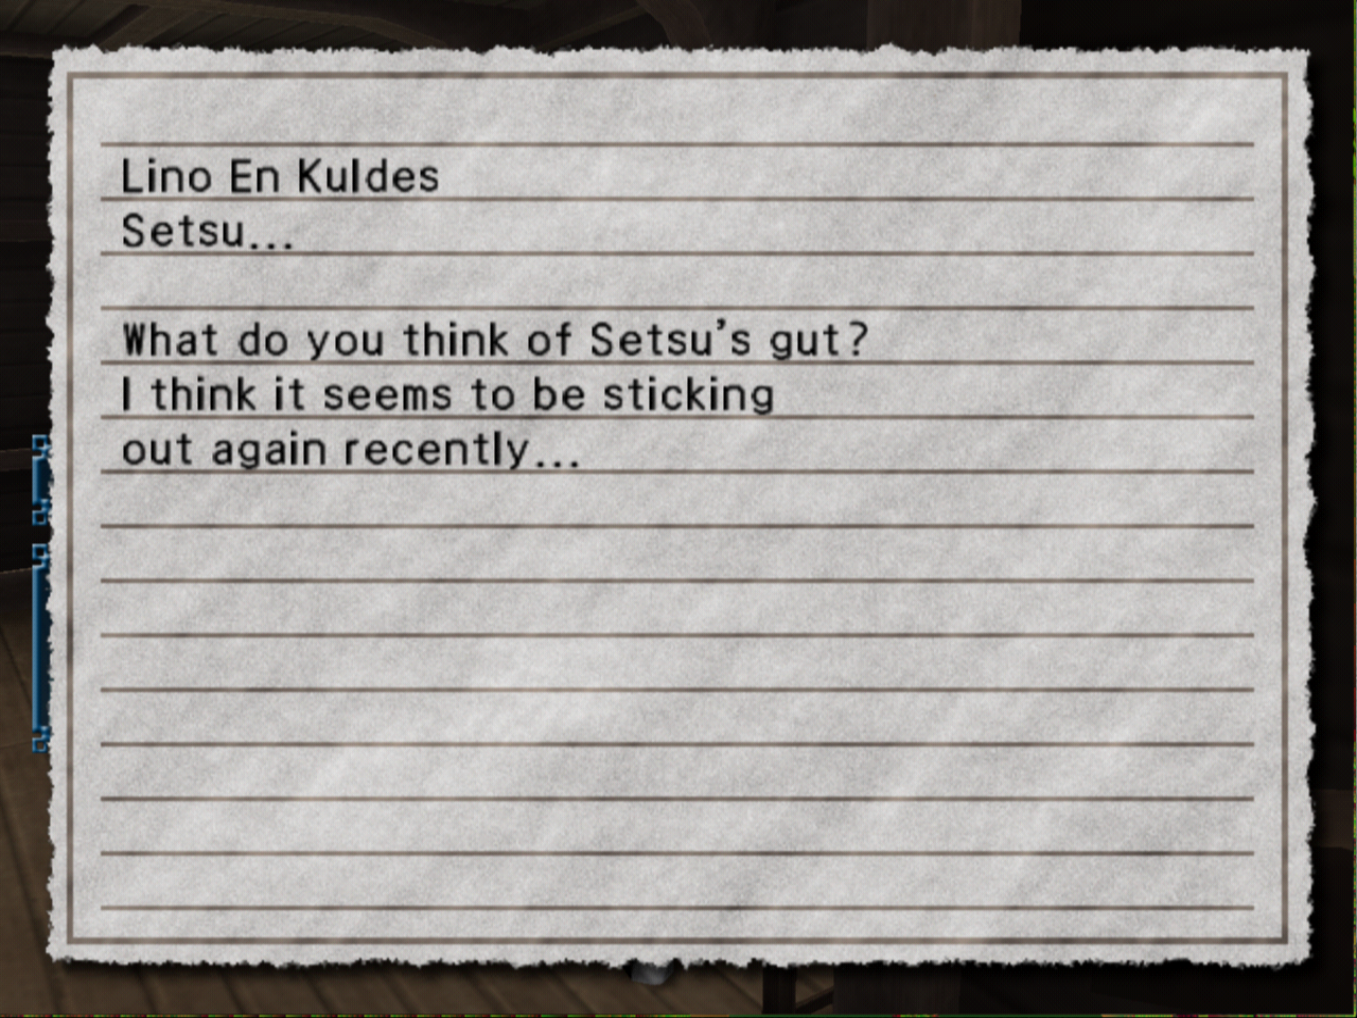 Lino En Kuldes
Setsu...
What do you think of Setsu's gut?
I think it seems to be sticking
out again recently...